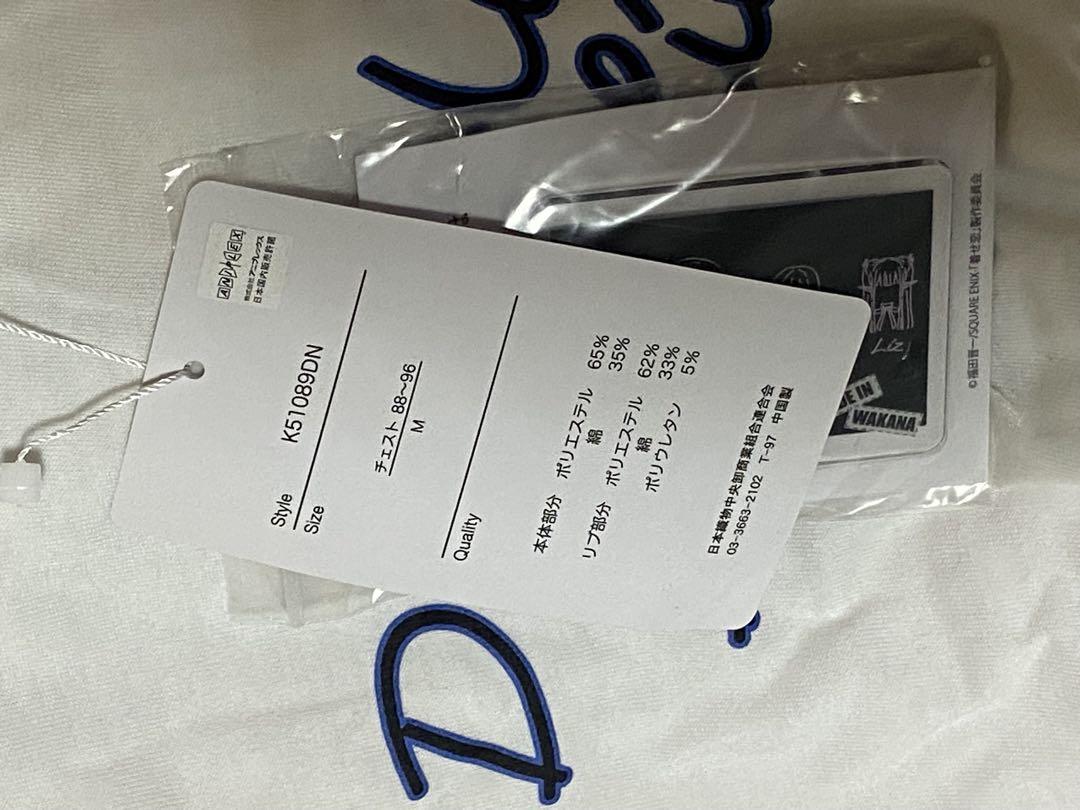 ANIPLEX
株式会社アニプレックス
日本国内販売許諾
Style K51089DN
Size
チェスト 88~96
M
Quality
本体部分 ポリエステル 65%
綿 35%
リブ部分 ポリエステル 62%
綿 33%
ポリウレタン 5%
日本織物中央卸商業組合連合会
03-3663-2102 T-97 中国製
Liz
WAKANA
©福田晋一/SQUARE ENIX・「着せ恋」製作委員会